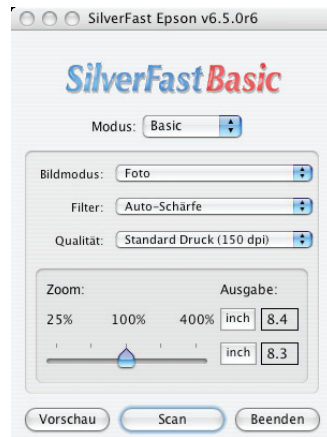 SilverFast Epson v6.5.0r6
SilverFastBasic
Modus: Basic
Bildmodus: Foto
Filter: Auto-Schärfe
Qualität: Standard Druck (150 dpi)
Zoom: Ausgabe:
25% 100% 400% inch 8.4
inch 8.3
Vorschau Scan Beenden